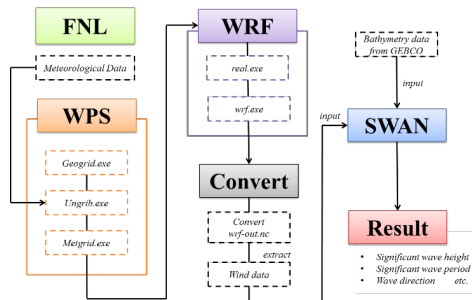 FNL
Meteorological Data
WPS
Geogrid.exe
Ungrib.exe
Metgrid.exe
WRF
real.exe
wrf.exe
Convert
Convert
wrf-out.nc
extract
Wind data
Bathymetry data
from GEBCO
input
input
SWAN
Result
• Significant wave height
• Significant wave period
• Wave direction etc.